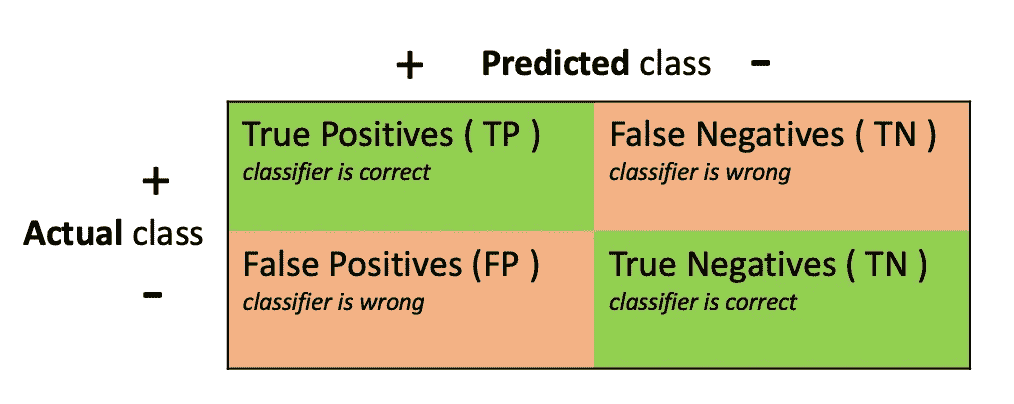 + Predicted class -
True Positives ( TP )
classifier is correct
False Negatives ( TN )
classifier is wrong
+
Actual class
-
False Positives (FP )
classifier is wrong
True Negatives ( TN )
classifier is correct